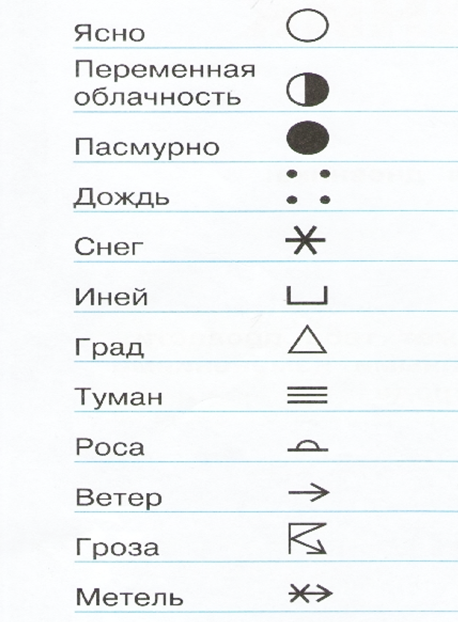 Ясно
Переменная
облачность
Пасмурно
Дождь
Снег
Иней
Град
Туман
Роса
Ветер
Гроза
Метель